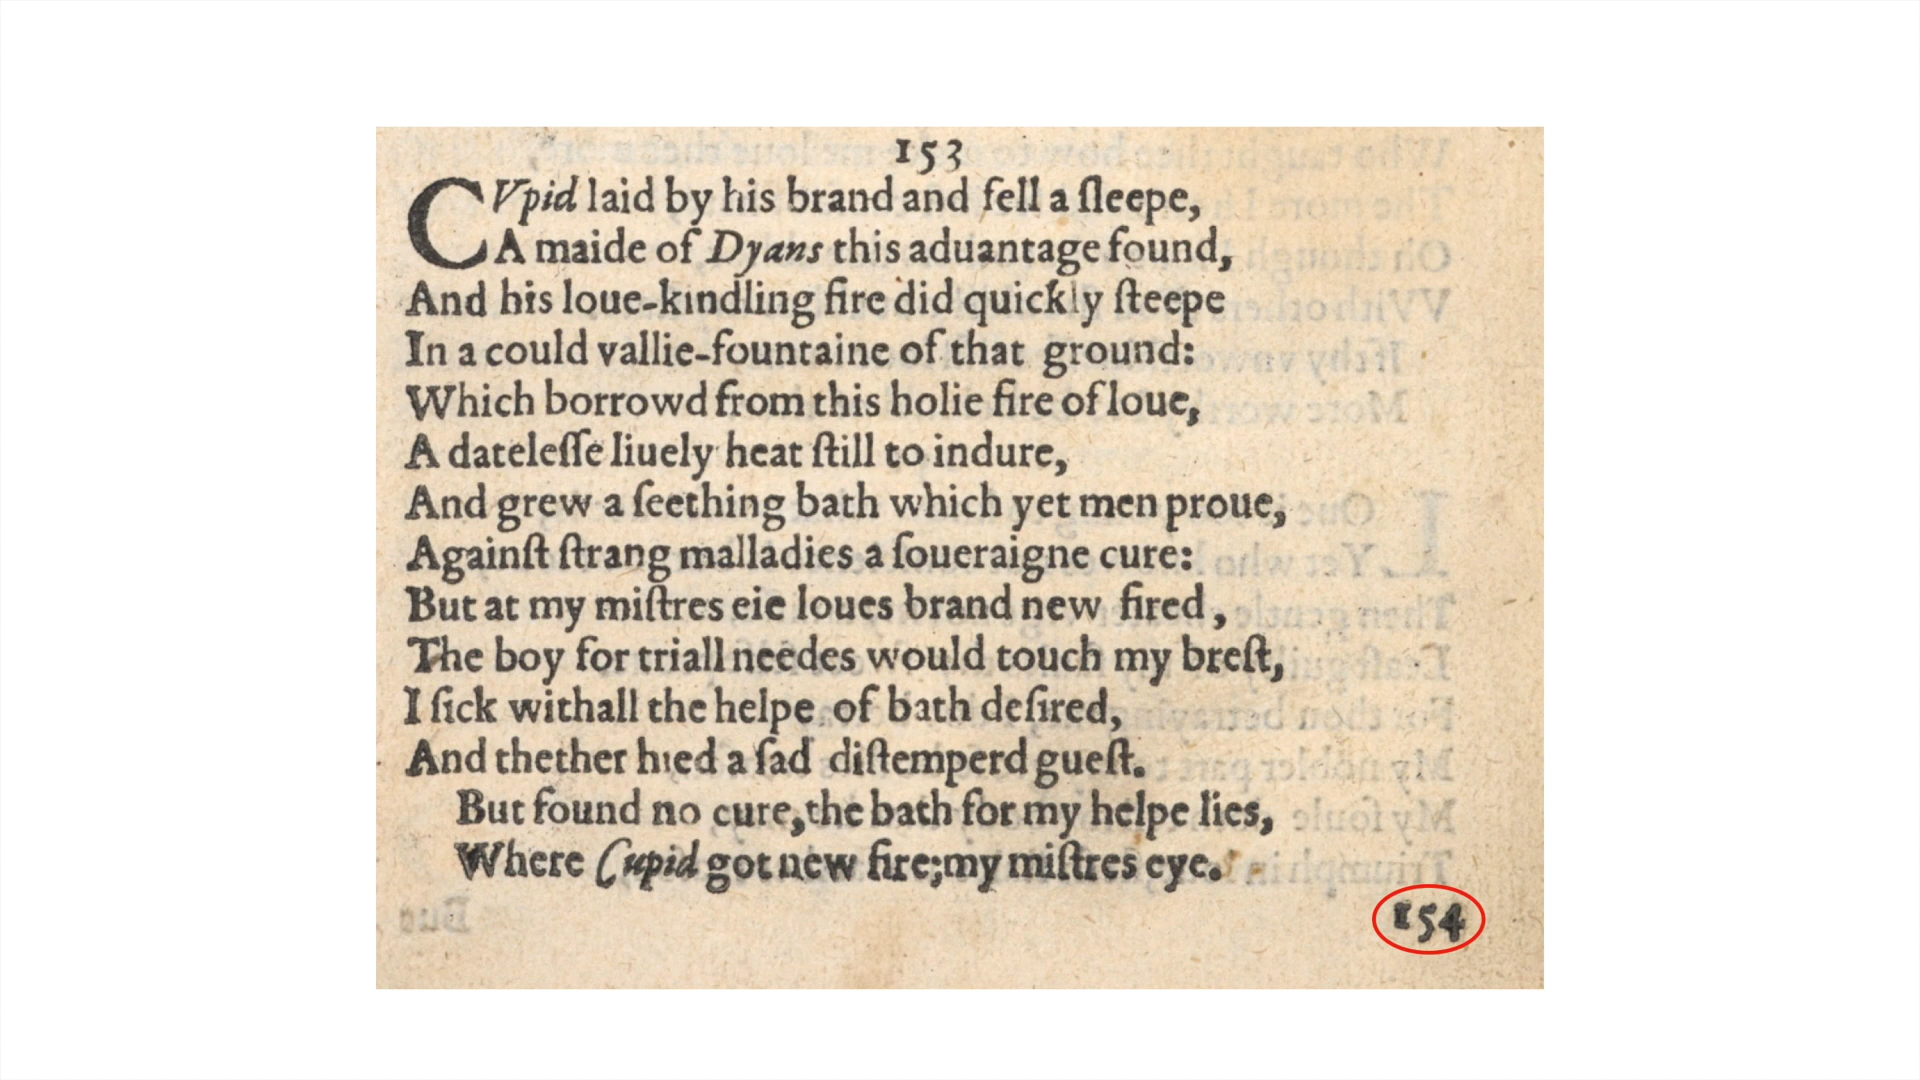 153
CVpid laid by his brand and fell a ſleepe,
A maide of Dyans this aduantage found,
And his loue-kindling fire did quickly ſteepe
In a could vallie-fountaine of that ground:
Which borrowd from this holie fire of loue,
A dateleſſe liuely heat ſtill to indure,
And grew a ſeething bath which yet men proue,
Againſt ſtrang malladies a ſoueraigne cure:
But at my miſtres eie loues brand new fired,
The boy for triall needes would touch my breſt,
I ſick withall the helpe of bath deſired,
And thether hied a ſad diſtemperd gueſt.
But found no cure,the bath for my helpe lies,
Where Cupid got new fire;my miſtres eye.
154